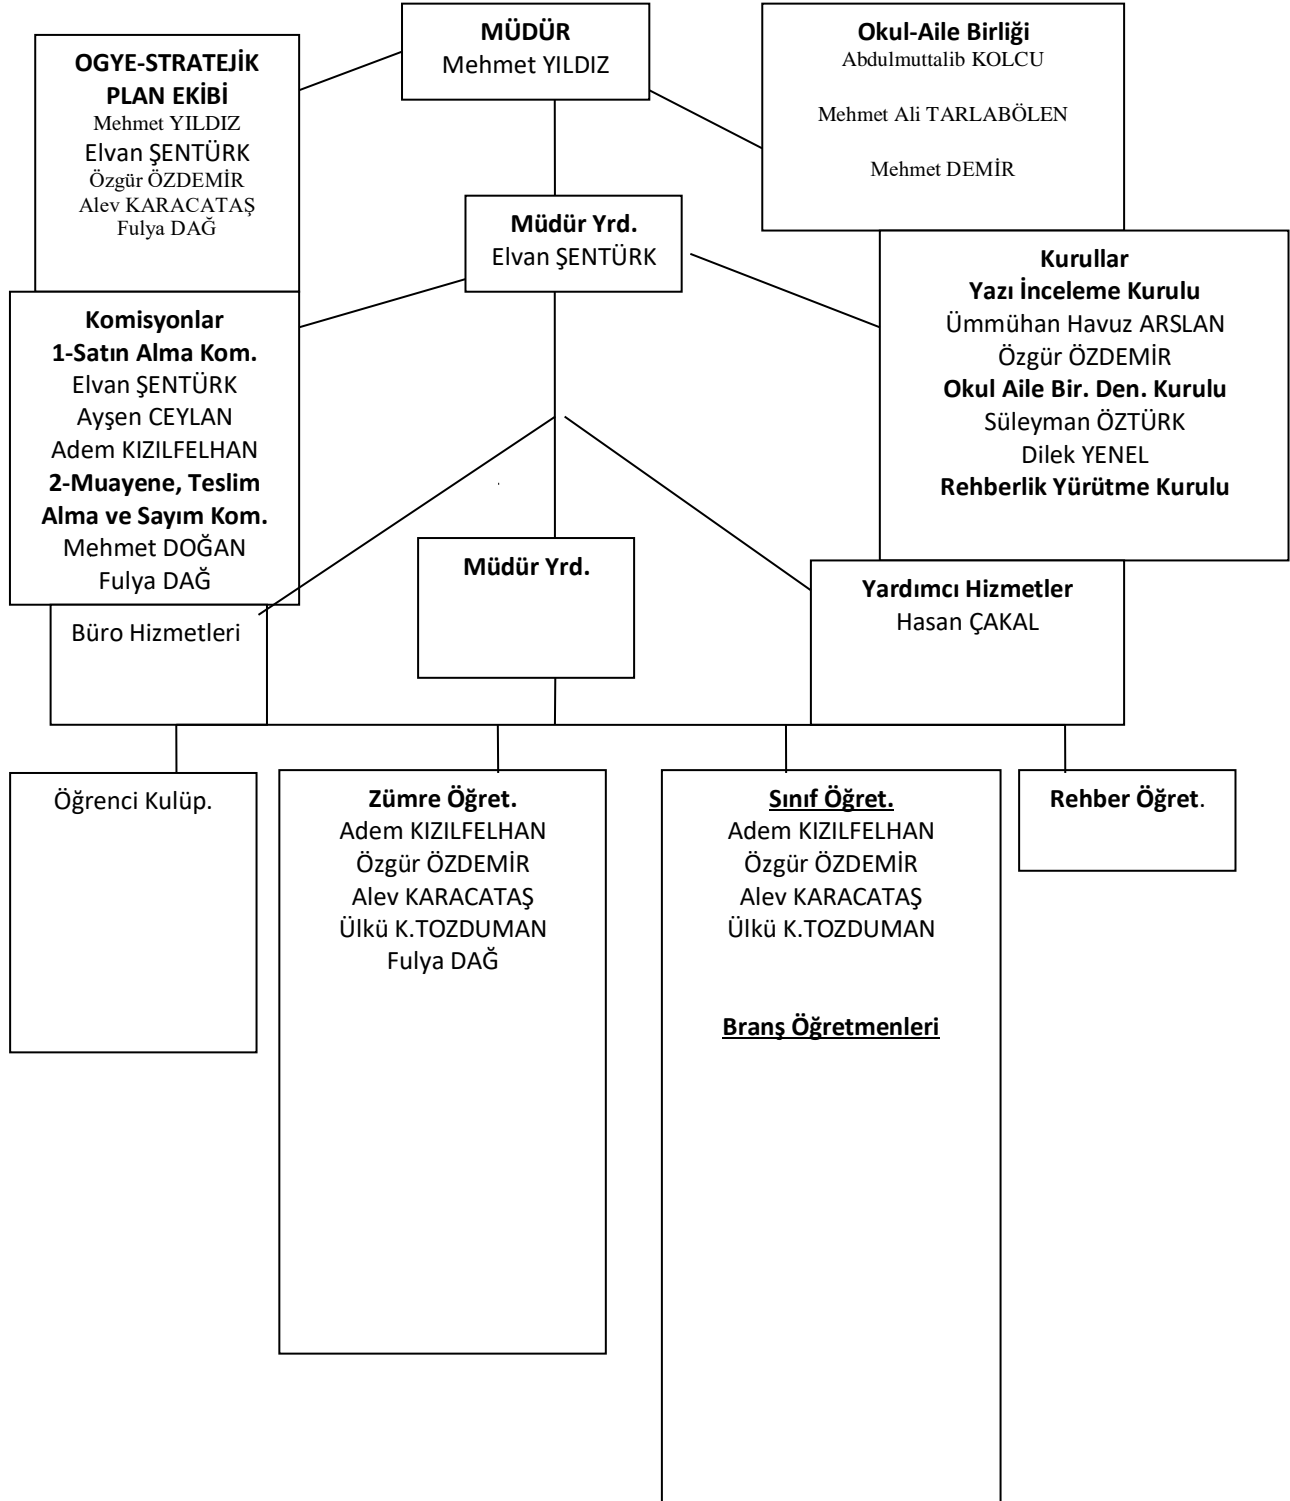 MÜDÜR
Mehmet YILDIZ
OGYE-STRATEJİK
PLAN EKİBİ
Mehmet YILDIZ
Elvan ŞENTÜRK
Özgür ÖZDEMİR
Alev KARACATAŞ
Fulya DAĞ
Okul-Aile Birliği
Abdulmuttalib KOLCU
Mehmet Ali TARLABÖLEN
Mehmet DEMİR
Müdür Yrd.
Elvan ŞENTÜRK
Komisyonlar
1-Satın Alma Kom.
Elvan ŞENTÜRK
Ayşen CEYLAN
Adem KIZILFELHAN
2-Muayene, Teslim
Alma ve Sayım Kom.
Mehmet DOĞAN
Fulya DAĞ
Kurullar
Yazı İnceleme Kurulu
Ümmühan Havuz ARSLAN
Özgür ÖZDEMİR
Okul Aile Bir. Den. Kurulu
Süleyman ÖZTÜRK
Dilek YENEL
Rehberlik Yürütme Kurulu
Büro Hizmetleri
Müdür Yrd.
Yardımcı Hizmetler
Hasan ÇAKAL
Öğrenci Kulüp.
Zümre Öğret.
Adem KIZILFELHAN
Özgür ÖZDEMİR
Alev KARACATAŞ
Ülkü K.TOZDUMAN
Fulya DAĞ
Sınıf Öğret.
Adem KIZILFELHAN
Özgür ÖZDEMİR
Alev KARACATAŞ
Ülkü K.TOZDUMAN
Branş Öğretmenleri
Rehber Öğret.